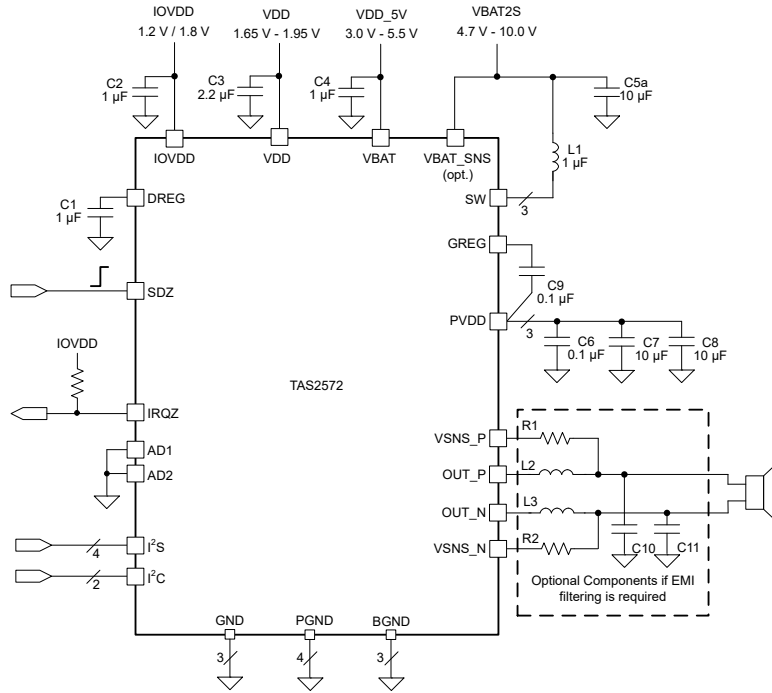 IOVDD
1.2 V / 1.8 V
VDD
1.65 V - 1.95 V
VDD_5V
3.0 V - 5.5 V
VBAT2S
4.7 V - 10.0 V
C2
1 µF
C3
2.2 µF
C4
1 µF
C5a
10 µF
L1
1 µF
IOVDD
VDD
VBAT
VBAT_SNS
(opt.)
C1
1 µF
DREG
SW
3
GREG
C9
0.1 µF
SDZ
PVDD
3
C6
0.1 µF
C7
10 µF
C8
10 µF
IOVDD
TAS2572
IRQZ
AD1
AD2
VSNS_P
R1
OUT_P
L2
OUT_N
L3
VSNS_N
R2
C10
C11
Optional Components if EMI
filtering is required
4
I²S
2
I²C
GND
PGND
BGND
3
4
3